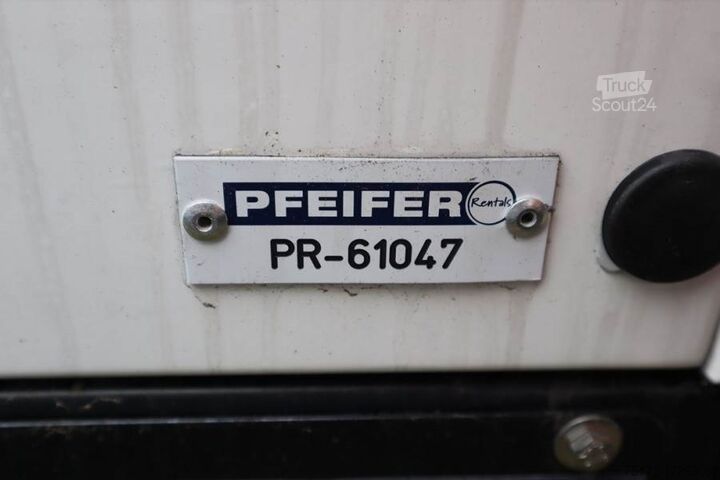 Truck
Scout24
PFEIFER Rentals
PR-61047